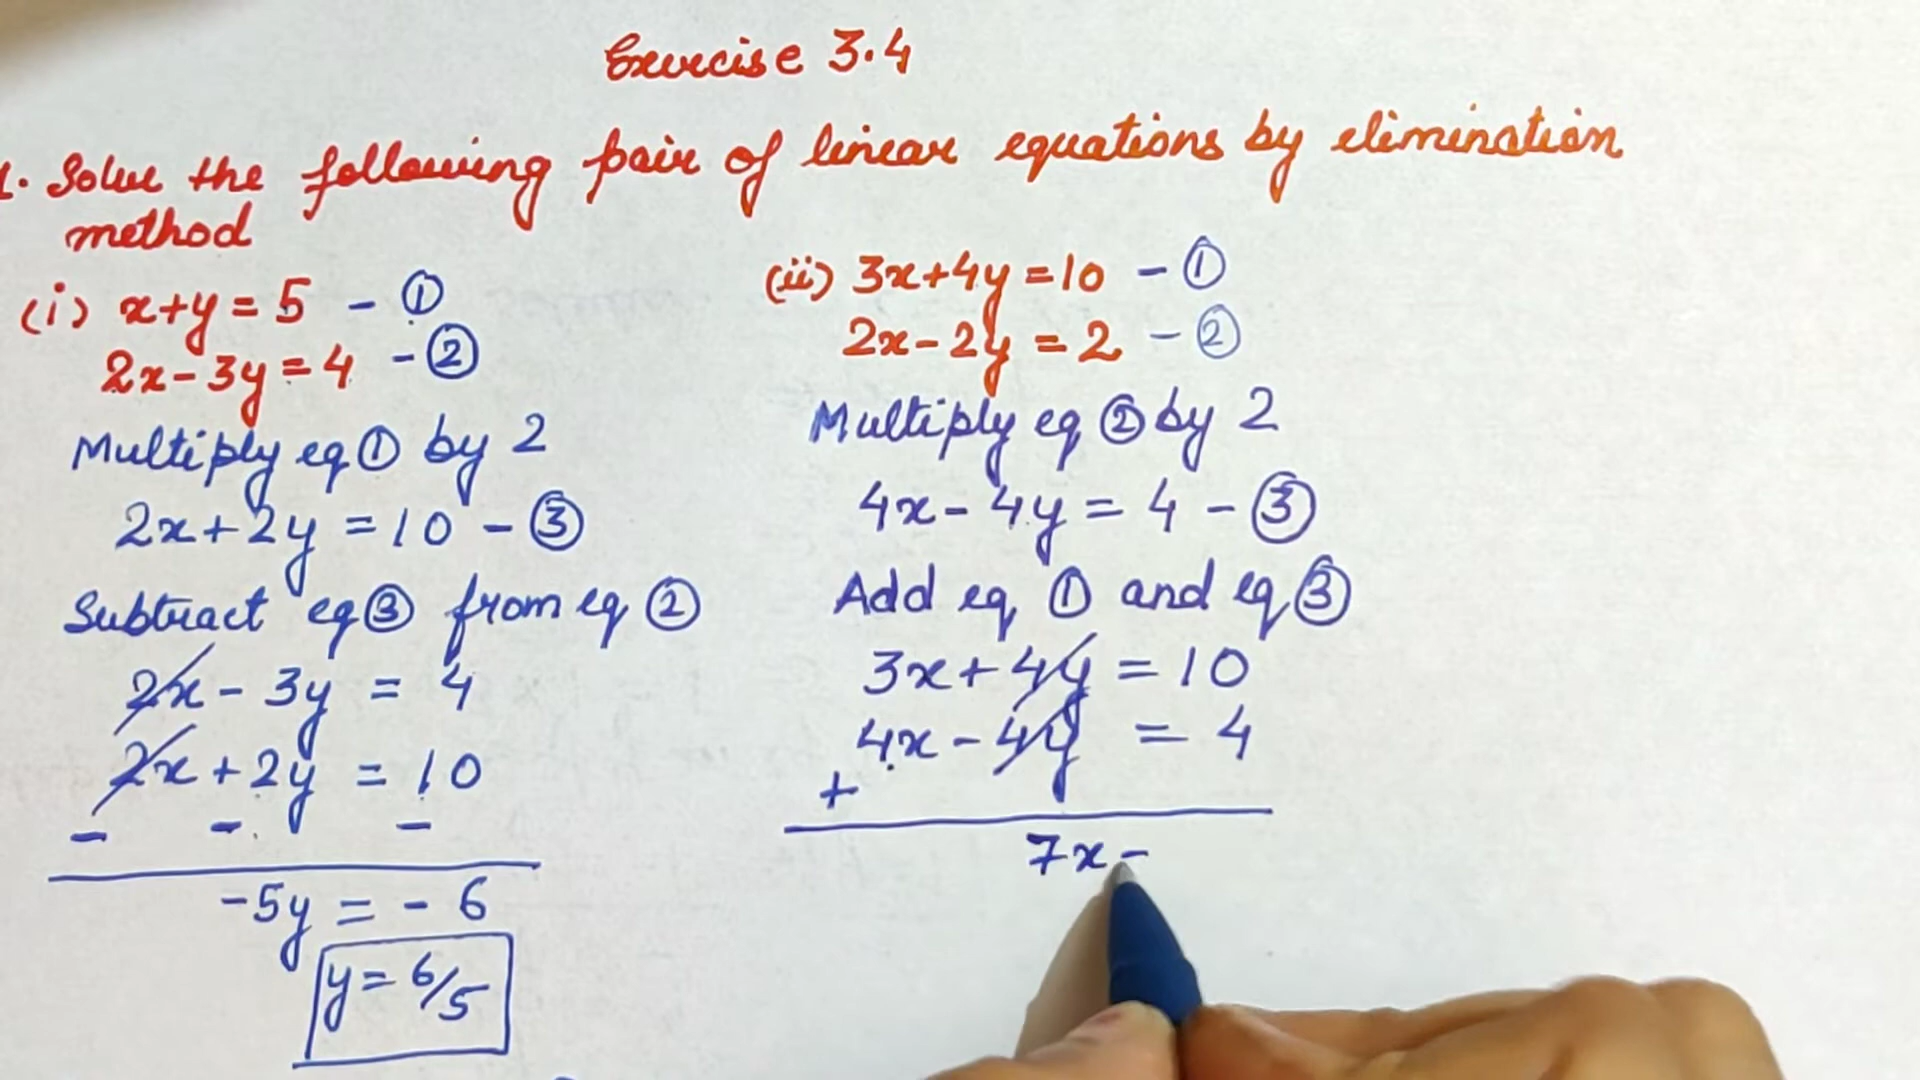 Exercise 3.4
1. Solve the following pair of linear equations by elimination
method
(i) x+y = 5 - ①
2x-3y = 4 - ②
Multiply eq ① by 2
2x+2y = 10 - ③
Subtract eq ③ from eq ②
2x - 3y = 4
2x + 2y = 10
- - -
-5y = - 6
y = 6/5
(ii) 3x+4y = 10 - ①
2x-2y = 2 - ②
Multiply eq ② by 2
4x - 4y = 4 - ③
Add eq ① and eq ③
3x + 4y = 10
4x - 4y = 4
+
7x -